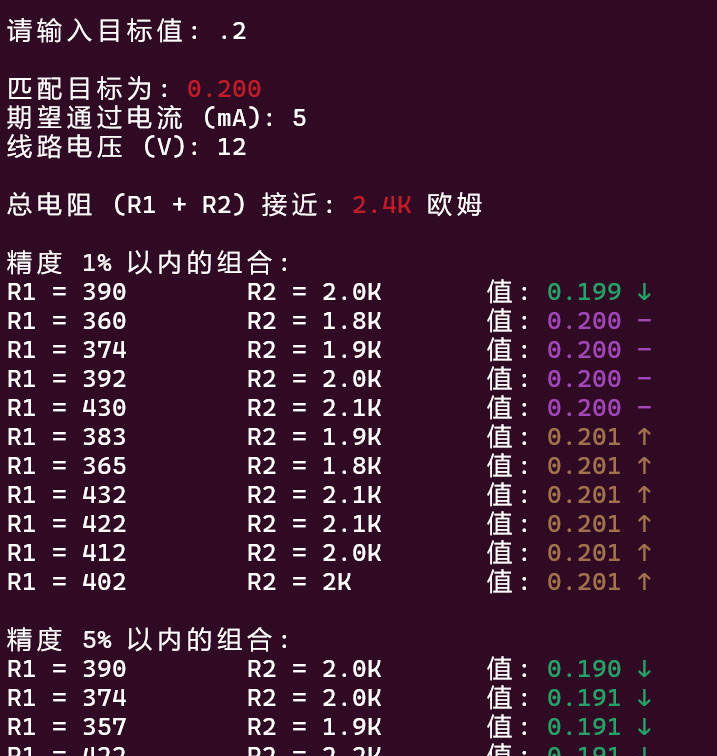 请输入目标值: .2
匹配目标为: 0.200
期望通过电流 (mA): 5
线路电压 (V): 12
总电阻 (R1 + R2) 接近: 2.4K 欧姆
精度 1% 以内的组合:
R1 = 390 R2 = 2.0K 值: 0.199 ↓
R1 = 360 R2 = 1.8K 值: 0.200 −
R1 = 374 R2 = 1.9K 值: 0.200 −
R1 = 392 R2 = 2.0K 值: 0.200 −
R1 = 430 R2 = 2.1K 值: 0.200 −
R1 = 383 R2 = 1.9K 值: 0.201 ↑
R1 = 365 R2 = 1.8K 值: 0.201 ↑
R1 = 432 R2 = 2.1K 值: 0.201 ↑
R1 = 422 R2 = 2.1K 值: 0.201 ↑
R1 = 412 R2 = 2.0K 值: 0.201 ↑
R1 = 402 R2 = 2K 值: 0.201 ↑
精度 5% 以内的组合:
R1 = 390 R2 = 2.0K 值: 0.190 ↓
R1 = 374 R2 = 2.0K 值: 0.191 ↓
R1 = 357 R2 = 1.9K 值: 0.191 ↓
R1 = 422 R2 = 2.2K 值: 0.191 ↓